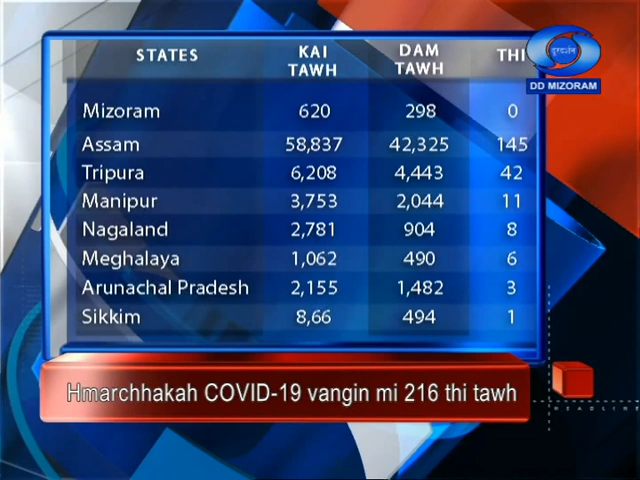 STATES KAI TAWH DAM TAWH THI
दूरदर्शन
DD MIZORAM
Mizoram 620 298 0
Assam 58,837 42,325 145
Tripura 6,208 4,443 42
Manipur 3,753 2,044 11
Nagaland 2,781 904 8
Meghalaya 1,062 490 6
Arunachal Pradesh 2,155 1,482 3
Sikkim 8,66 494 1
Hmarchhakah COVID-19 vangin mi 216 thi tawh
HEADLINE